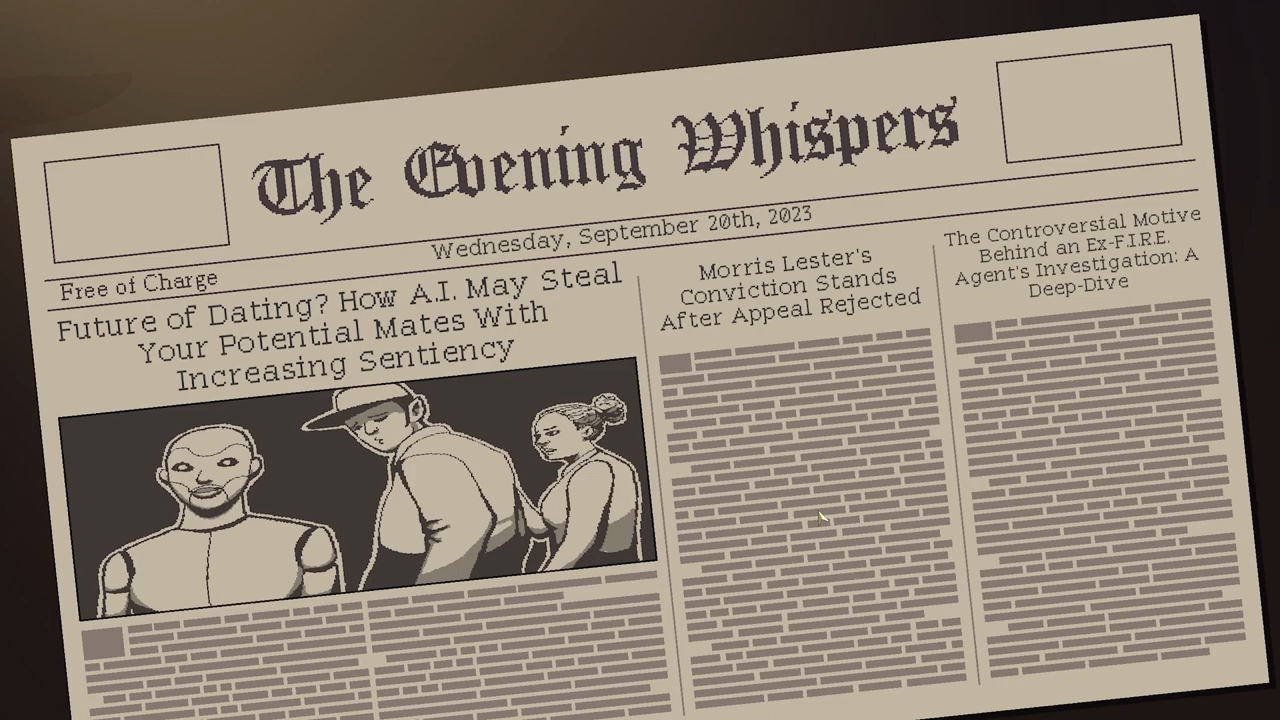 The Evening Whispers
Wednesday, September 20th, 2023
Free of Charge
Future of Dating? How A.I. May Steal
Your Potential Mates With
Increasing Sentiency
Morris Lester's
Conviction Stands
After Appeal Rejected
The Controversial Motive
Behind an Ex-F.I.R.E.
Agent's Investigation: A
Deep-Dive